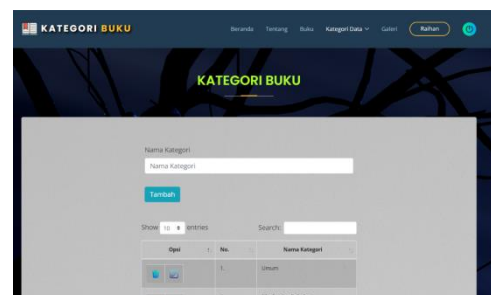 KATEGORI BUKU
Beranda Tentang Buku Kategori Data Galeri Raihan
KATEGORI BUKU
Nama Kategori
Nama Kategori
Tambah
Show 10 entries Search:
Opsi No. Nama Kategori
1. Umum